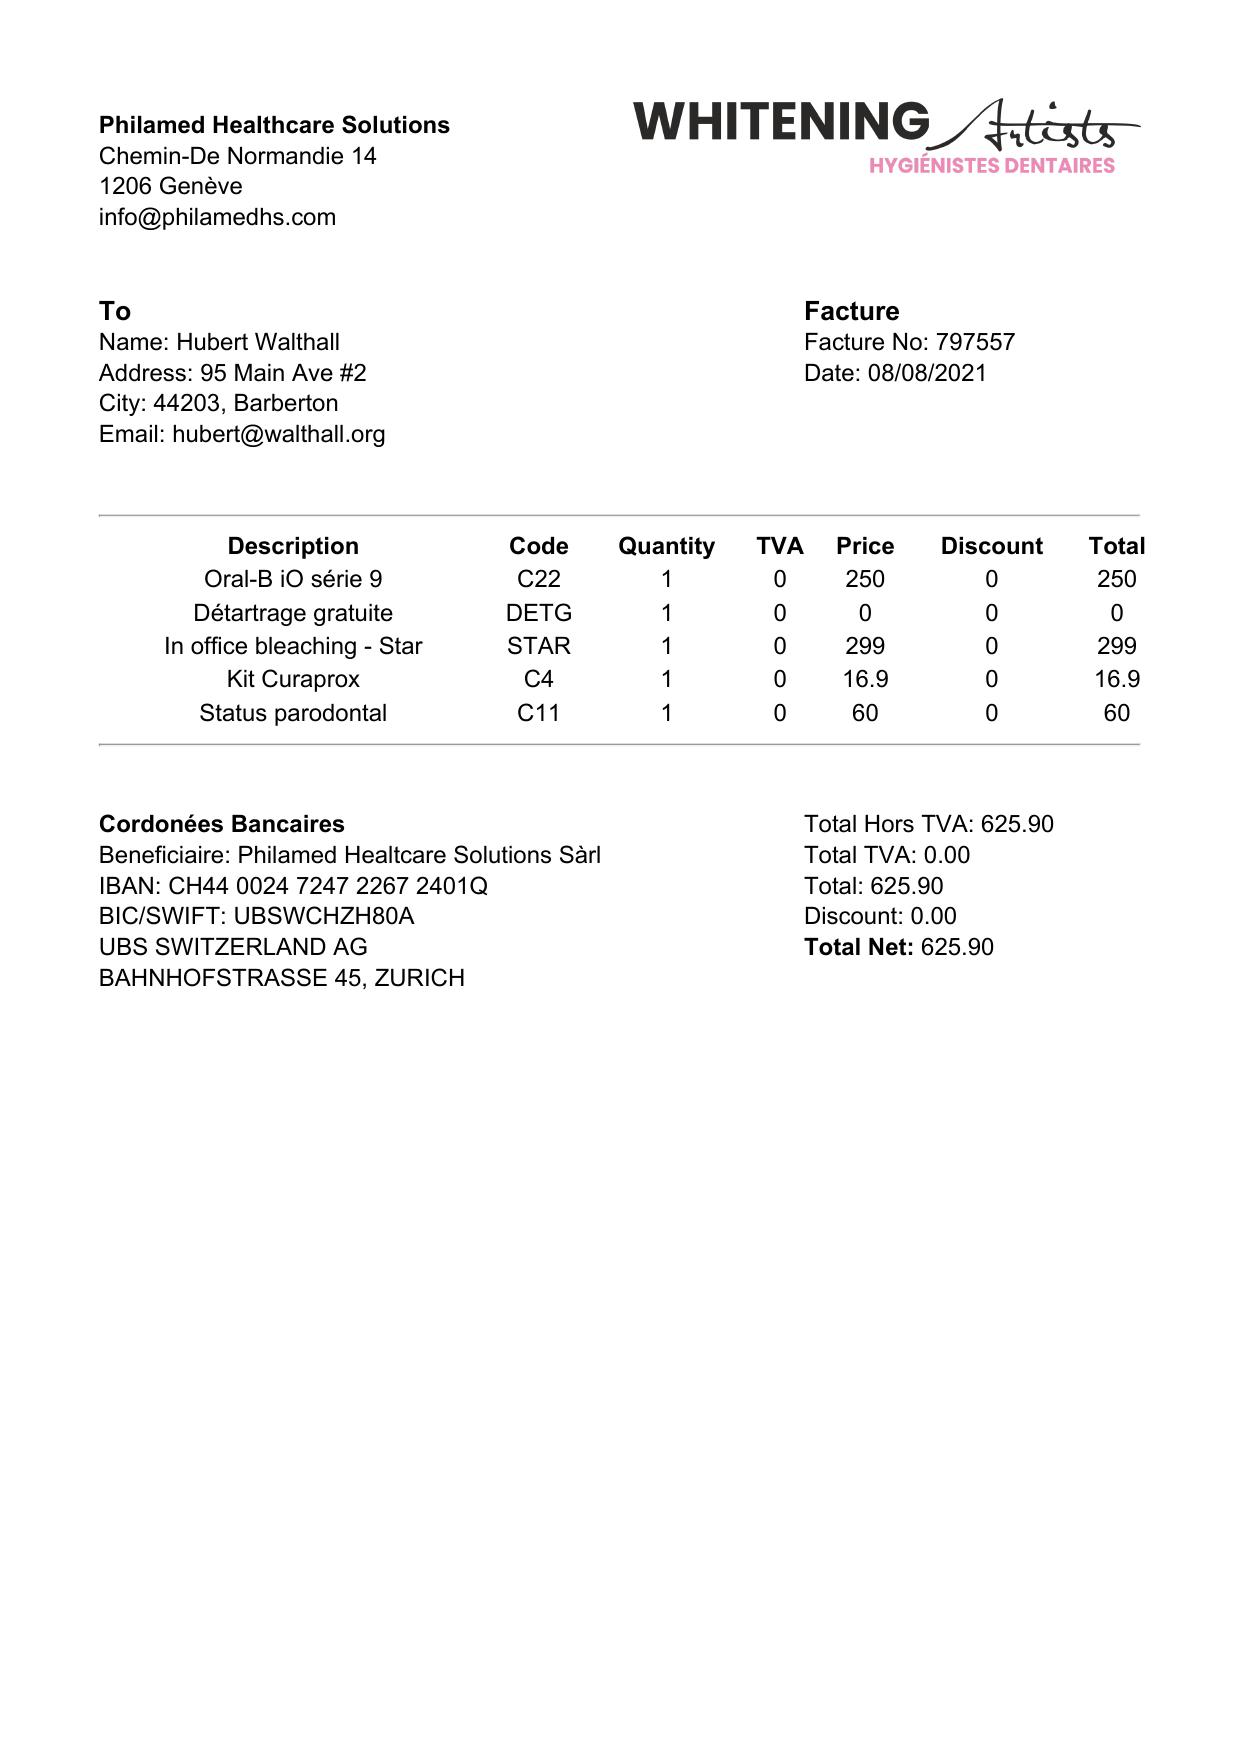 Philamed Healthcare Solutions
Chemin-De Normandie 14
1206 Genève
info@philamedhs.com
WHITENING Artists
HYGIÉNISTES DENTAIRES
To
Name: Hubert Walthall
Address: 95 Main Ave #2
City: 44203, Barberton
Email: hubert@walthall.org
Facture
Facture No: 797557
Date: 08/08/2021
Description Code Quantity TVA Price Discount Total
Oral-B iO série 9 C22 1 0 250 0 250
Détartrage gratuite DETG 1 0 0 0 0
In office bleaching - Star STAR 1 0 299 0 299
Kit Curaprox C4 1 0 16.9 0 16.9
Status parodontal C11 1 0 60 0 60
Cordonées Bancaires
Beneficiaire: Philamed Healtcare Solutions Sàrl
IBAN: CH44 0024 7247 2267 2401Q
BIC/SWIFT: UBSWCHZH80A
UBS SWITZERLAND AG
BAHNHOFSTRASSE 45, ZURICH
Total Hors TVA: 625.90
Total TVA: 0.00
Total: 625.90
Discount: 0.00
Total Net: 625.90